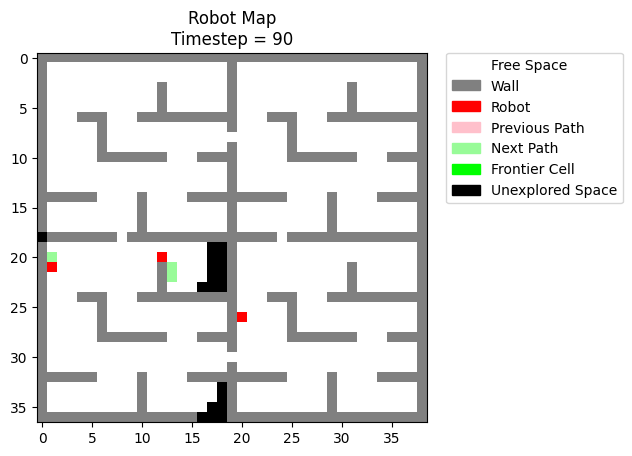 Robot Map
Timestep = 90
Free Space
Wall
Robot
Previous Path
Next Path
Frontier Cell
Unexplored Space
0
5
10
15
20
25
30
35
0
5
10
15
20
25
30
35